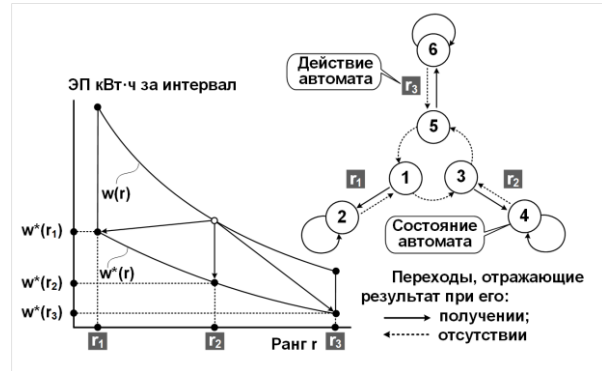 ЭП кВт·ч за интервал
w(r)
w*(r₁)
w*(r)
w*(r₂)
w*(r₃)
r₁
r₂
Ранг r
r₃
6
Действие
автомата
r₃
5
r₁
1
3
r₂
2
4
Состояние
автомата
Переходы, отражающие
результат при его:
получении;
отсутствии